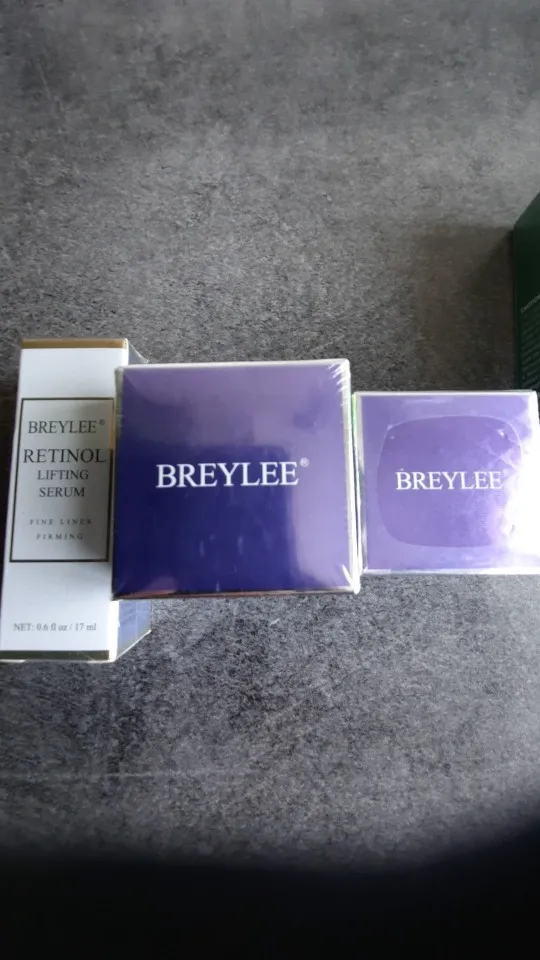 BREYLEE®
RETINOL
LIFTING
SERUM
FINE LINES
FIRMING
NET: 0.6 fl oz / 17 ml
BREYLEE®
BREYLEE